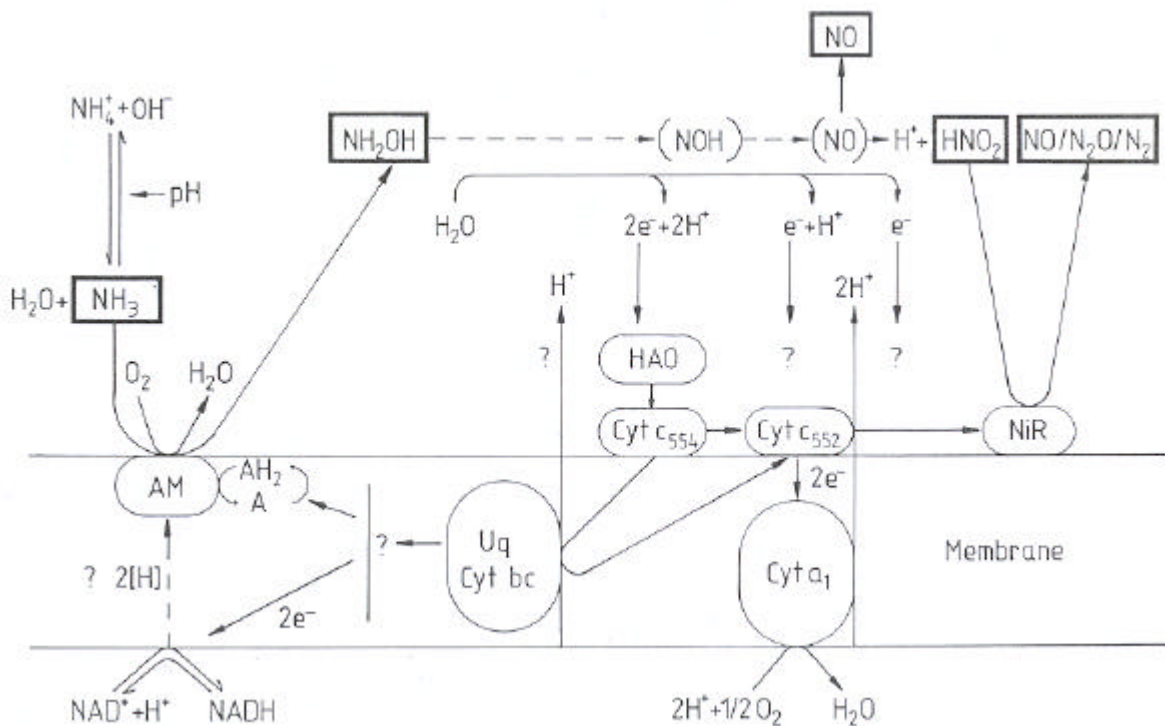 NO
NH₄⁺+OH⁻
NH₂OH
(NOH)
(NO)
H⁺+
HNO₂
NO/N₂O/N₂
pH
H₂O
2e⁻+2H⁺
e⁻+H⁺
e⁻
H₂O+
NH₃
H⁺
2H⁺
O₂
H₂O
?
HAO
?
?
Cyt c₅₅₄
Cyt c₅₅₂
NiR
AM
AH₂
A
2e⁻
?
Uq
Cyt bc
Cyt a₁
Membrane
? 2[H]
2e⁻
NAD⁺+H⁺
NADH
2H⁺+1/2O₂
H₂O